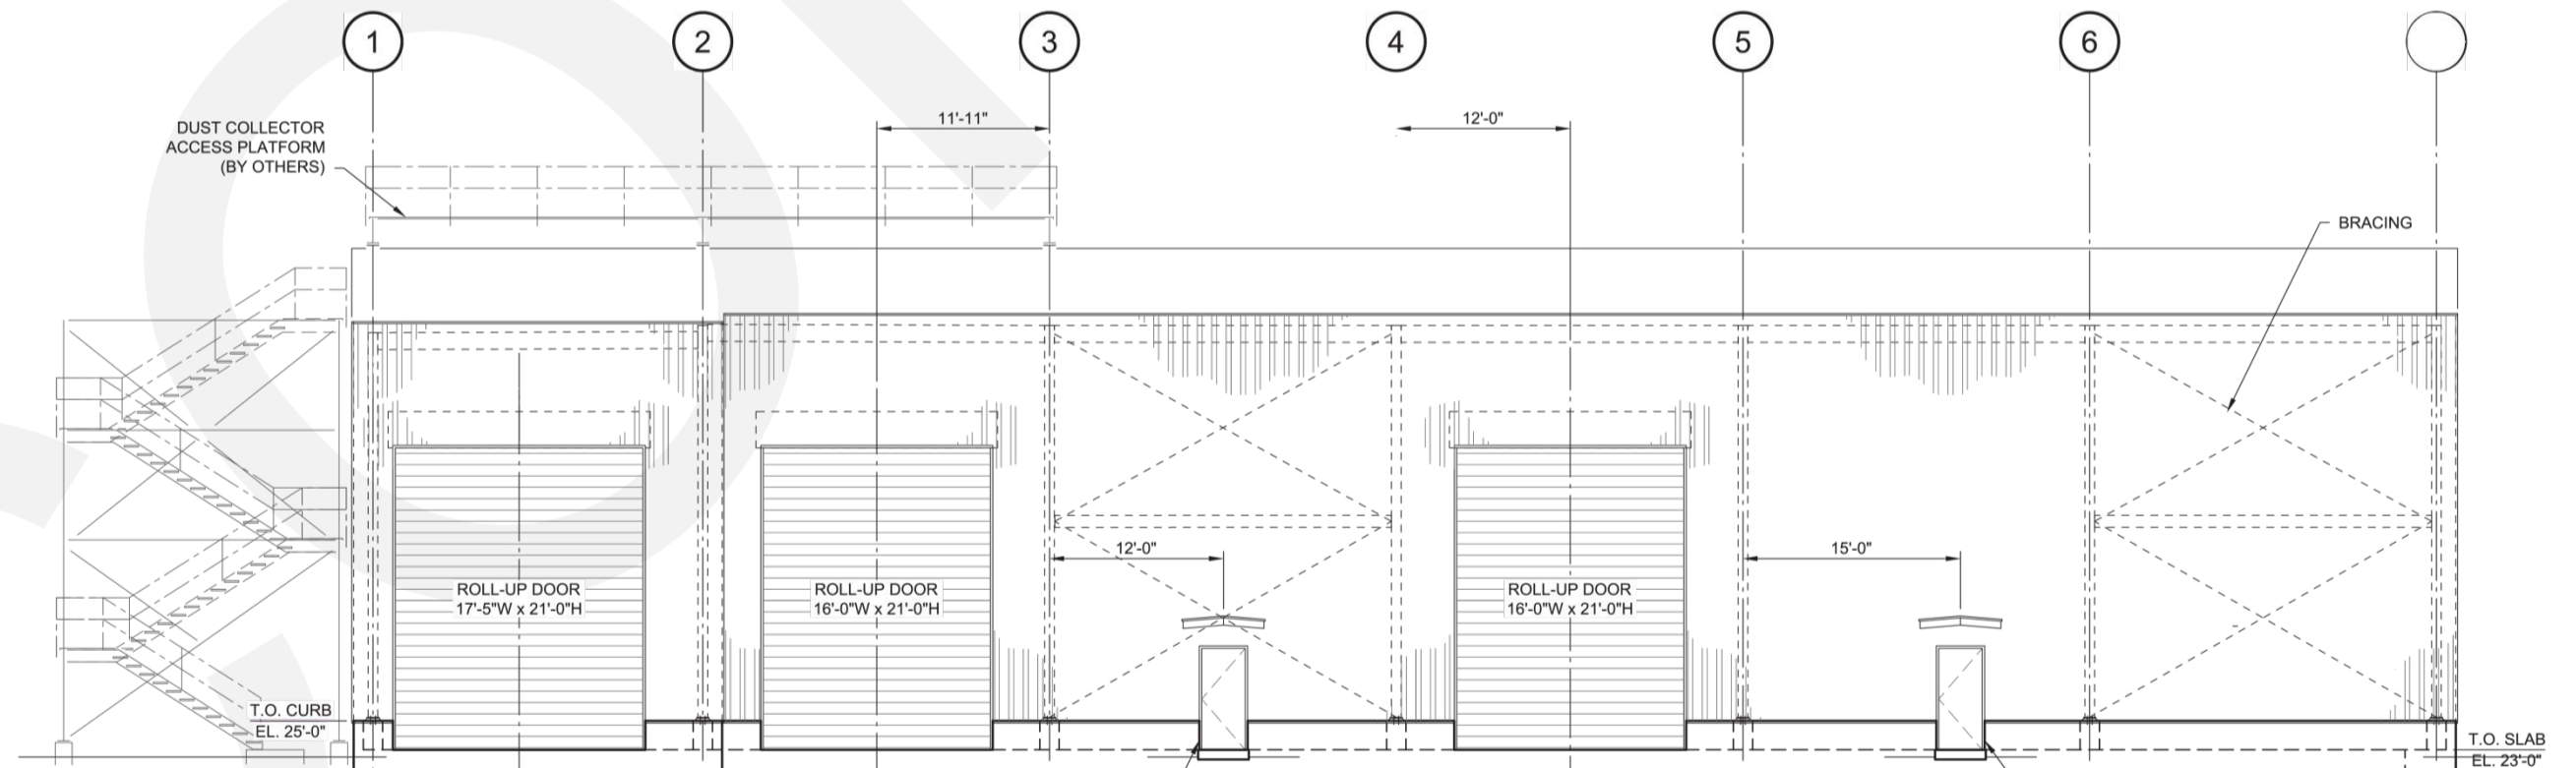 1
2
3
4
5
6
DUST COLLECTOR
ACCESS PLATFORM
(BY OTHERS)
11'-11"
12'-0"
BRACING
12'-0"
15'-0"
ROLL-UP DOOR
17'-5"W x 21'-0"H
ROLL-UP DOOR
16'-0"W x 21'-0"H
ROLL-UP DOOR
16'-0"W x 21'-0"H
T.O. CURB
EL. 25'-0"
T.O. SLAB
EL. 23'-0"